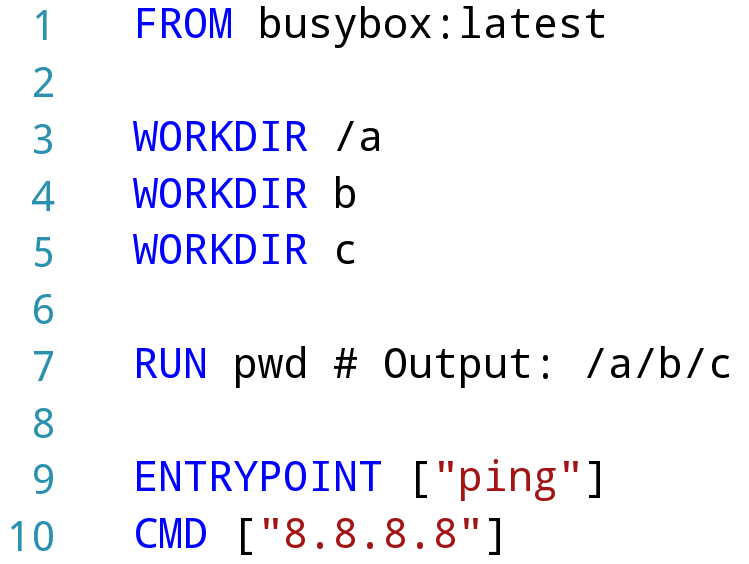 1 FROM busybox:latest
2
3 WORKDIR /a
4 WORKDIR b
5 WORKDIR c
6
7 RUN pwd # Output: /a/b/c
8
9 ENTRYPOINT ["ping"]
10 CMD ["8.8.8.8"]